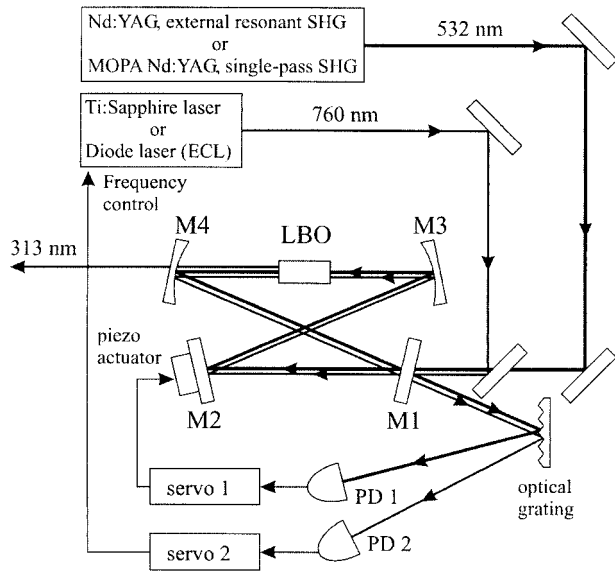 Nd:YAG, external resonant SHG
or
MOPA Nd:YAG, single-pass SHG
532 nm
Ti:Sapphire laser
or
Diode laser (ECL)
760 nm
Frequency
control
M4
LBO
M3
313 nm
piezo
actuator
M2
M1
optical
grating
servo 1
PD 1
servo 2
PD 2